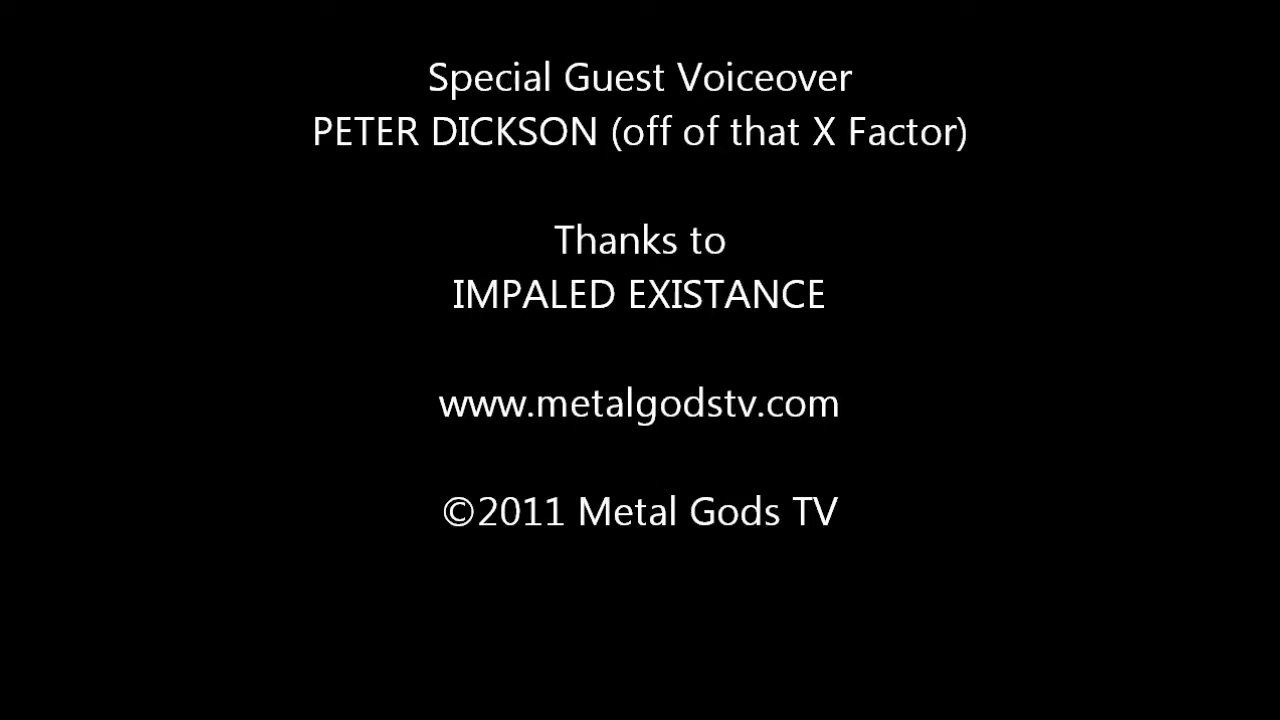 Special Guest Voiceover
PETER DICKSON (off of that X Factor)
Thanks to
IMPALED EXISTANCE
www.metalgodstv.com
©2011 Metal Gods TV